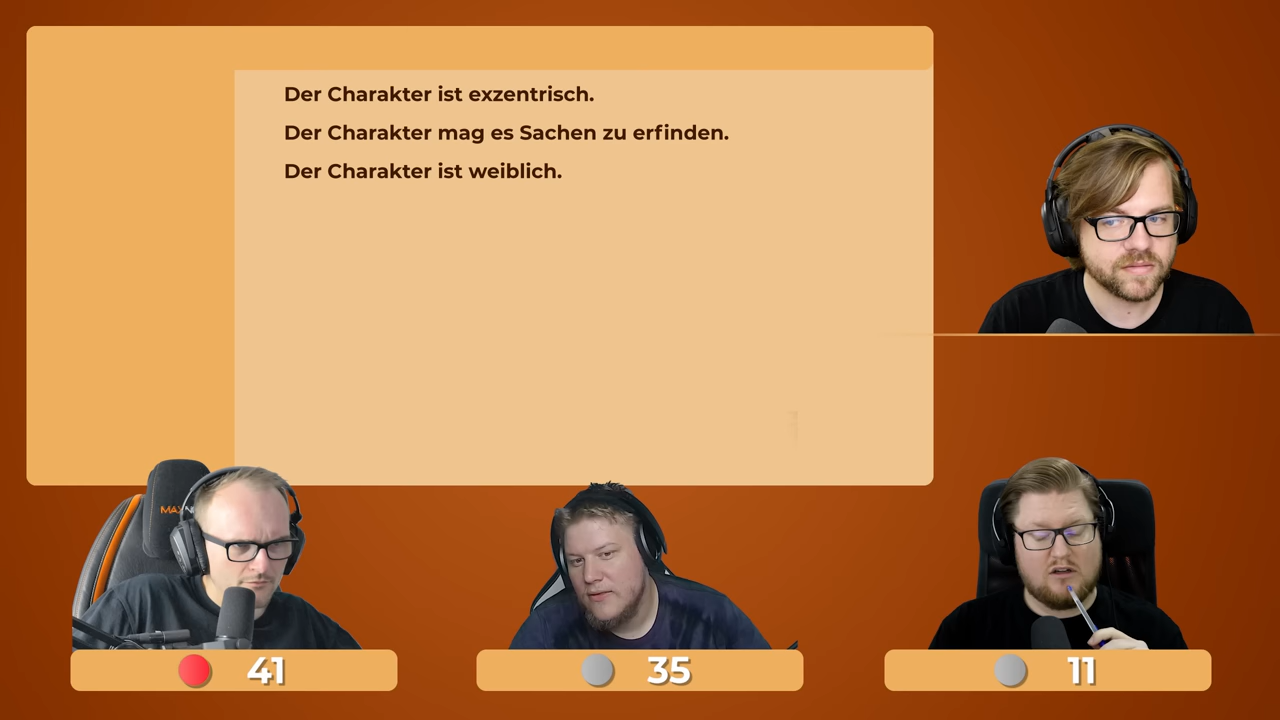 Der Charakter ist exzentrisch.
Der Charakter mag es Sachen zu erfinden.
Der Charakter ist weiblich.
41
35
11